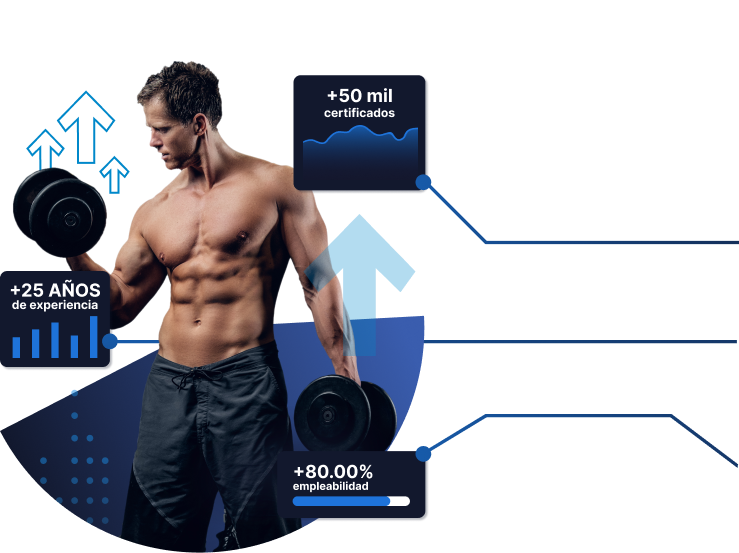 +50 mil
certificados
+25 AÑOS
de experiencia
+80.00%
empleabilidad